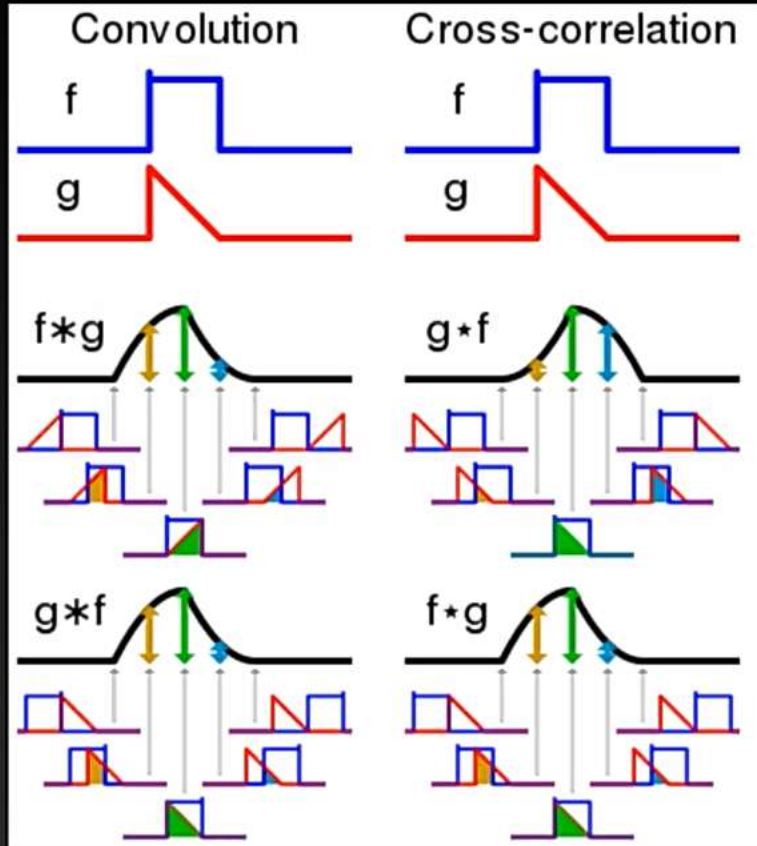 Convolution
Cross-correlation
f
f
g
g
f∗g
g⋆f
g∗f
f⋆g